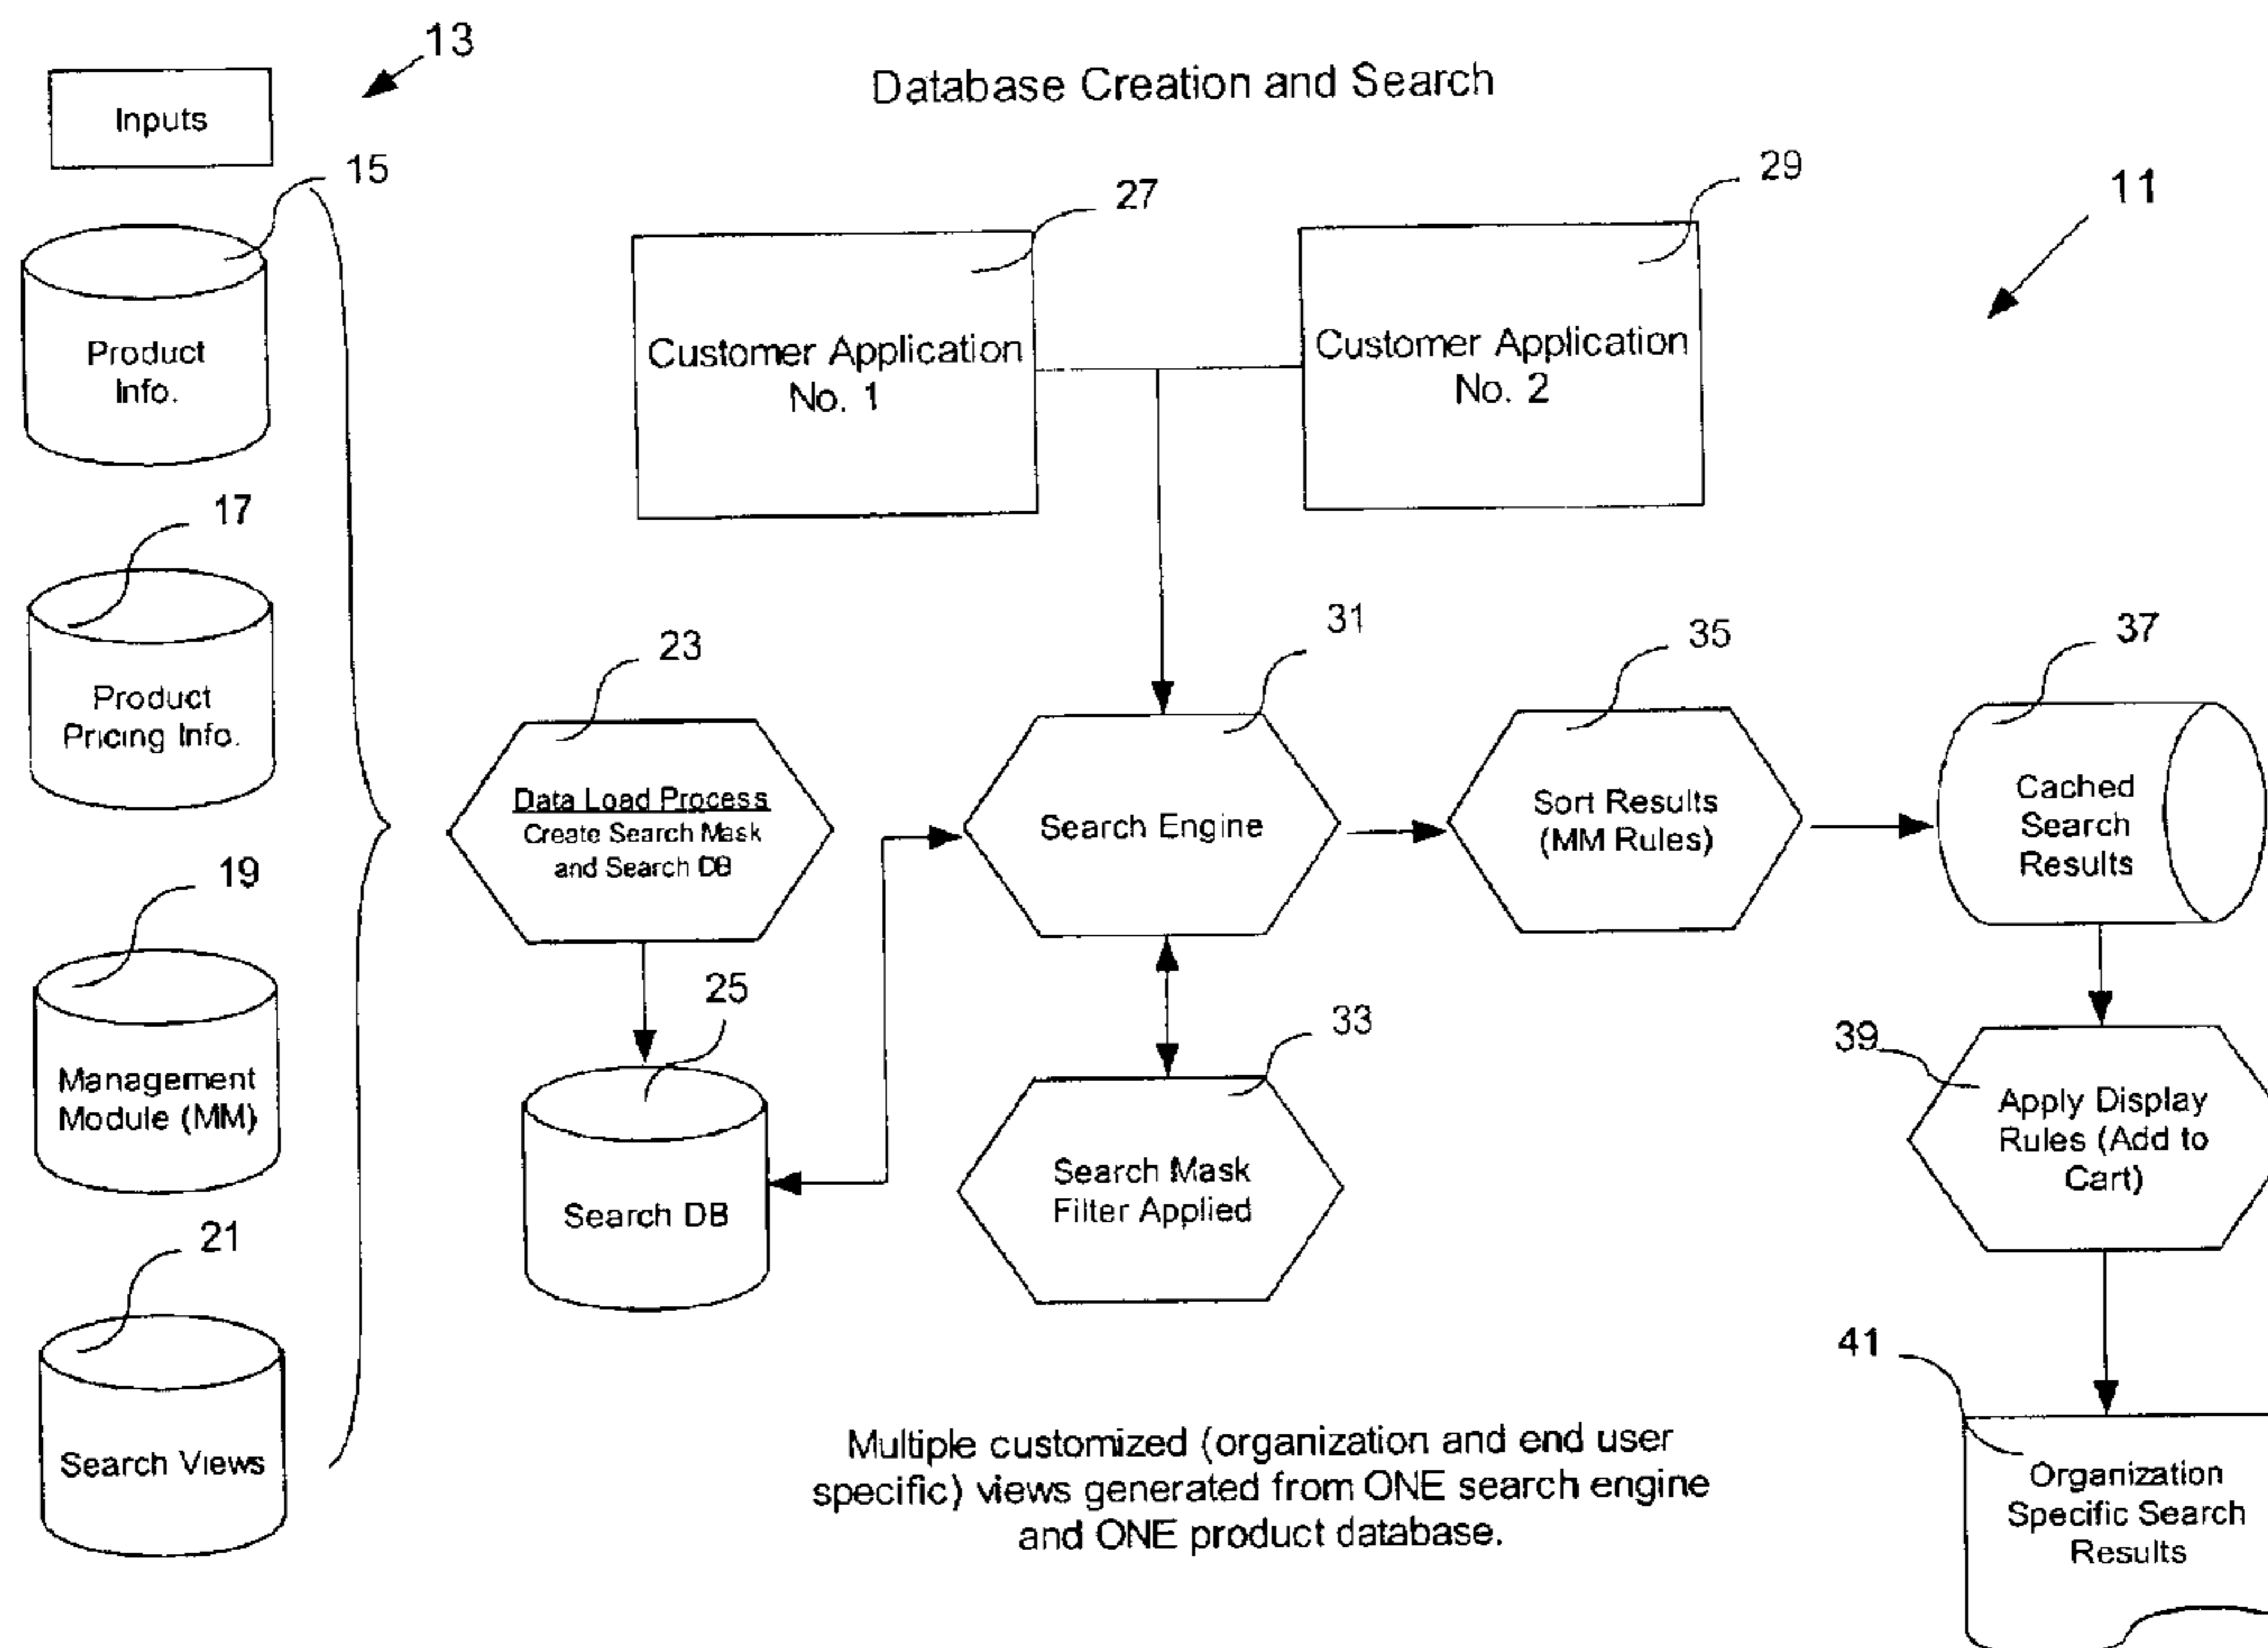 13
Database Creation and Search
Inputs
15
Product
Info.
17
Product
Pricing Info.
19
Management
Module (MM)
21
Search Views
27
Customer Application
No. 1
29
Customer Application
No. 2
11
23
Data Load Process
Create Search Mask
and Search DB
25
Search DB
31
Search Engine
33
Search Mask
Filter Applied
35
Sort Results
(MM Rules)
37
Cached
Search
Results
39
Apply Display
Rules (Add to
Cart)
41
Organization
Specific Search
Results
Multiple customized (organization and end user
specific) views generated from ONE search engine
and ONE product database.